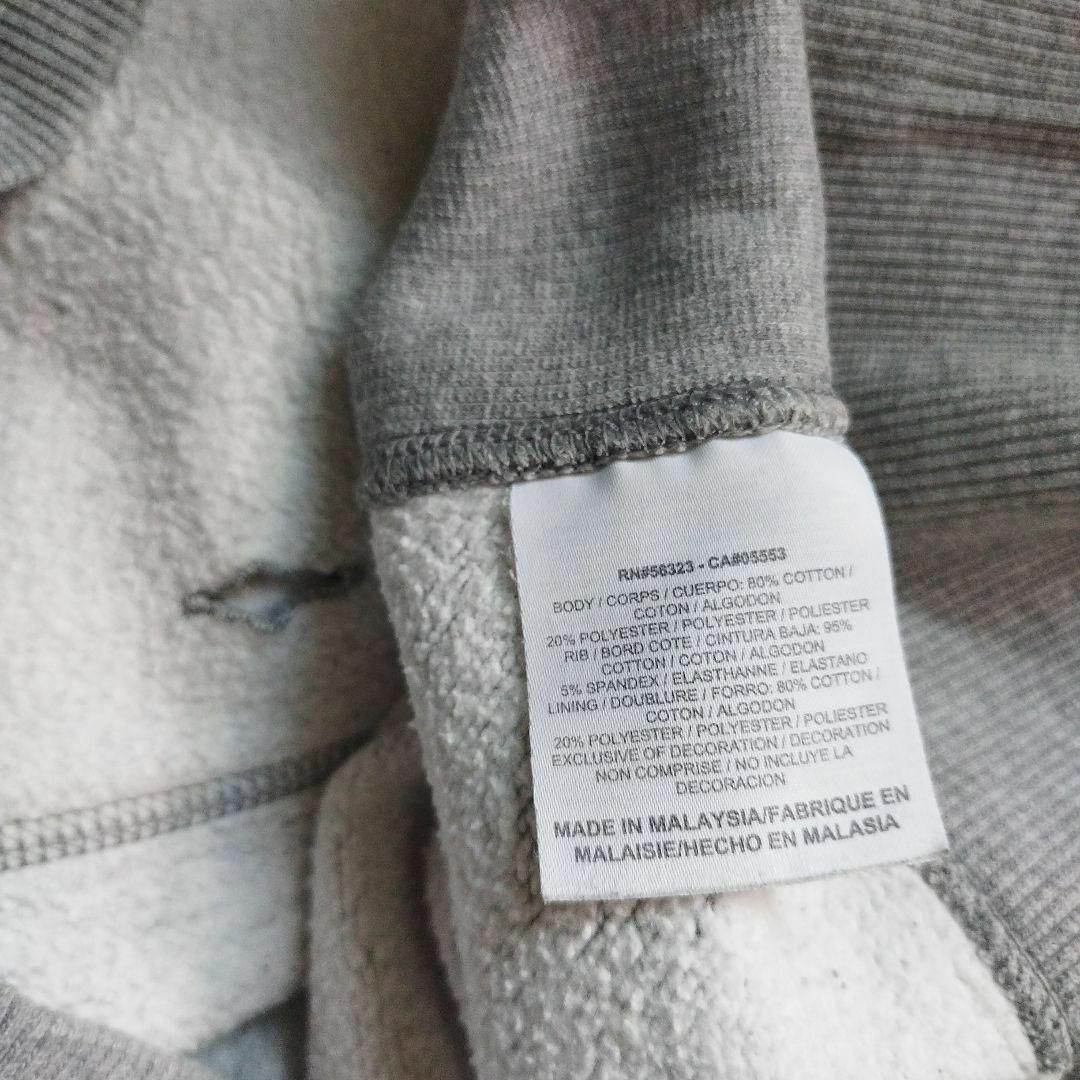 RN#56323 - CA#05553
BODY / CORPS / CUERPO: 80% COTTON /
COTON / ALGODON
20% POLYESTER / POLYESTER / POLIESTER
RIB / BORD COTE / CINTURA BAJA: 95%
COTTON / COTON / ALGODON
5% SPANDEX / ELASTHANNE / ELASTANO
LINING / DOUBLURE / FORRO: 80% COTTON /
COTON / ALGODON
20% POLYESTER / POLYESTER / POLIESTER
EXCLUSIVE OF DECORATION / DECORATION
NON COMPRISE / NO INCLUYE LA
DECORACION
MADE IN MALAYSIA/FABRIQUE EN
MALAISIE/HECHO EN MALASIA